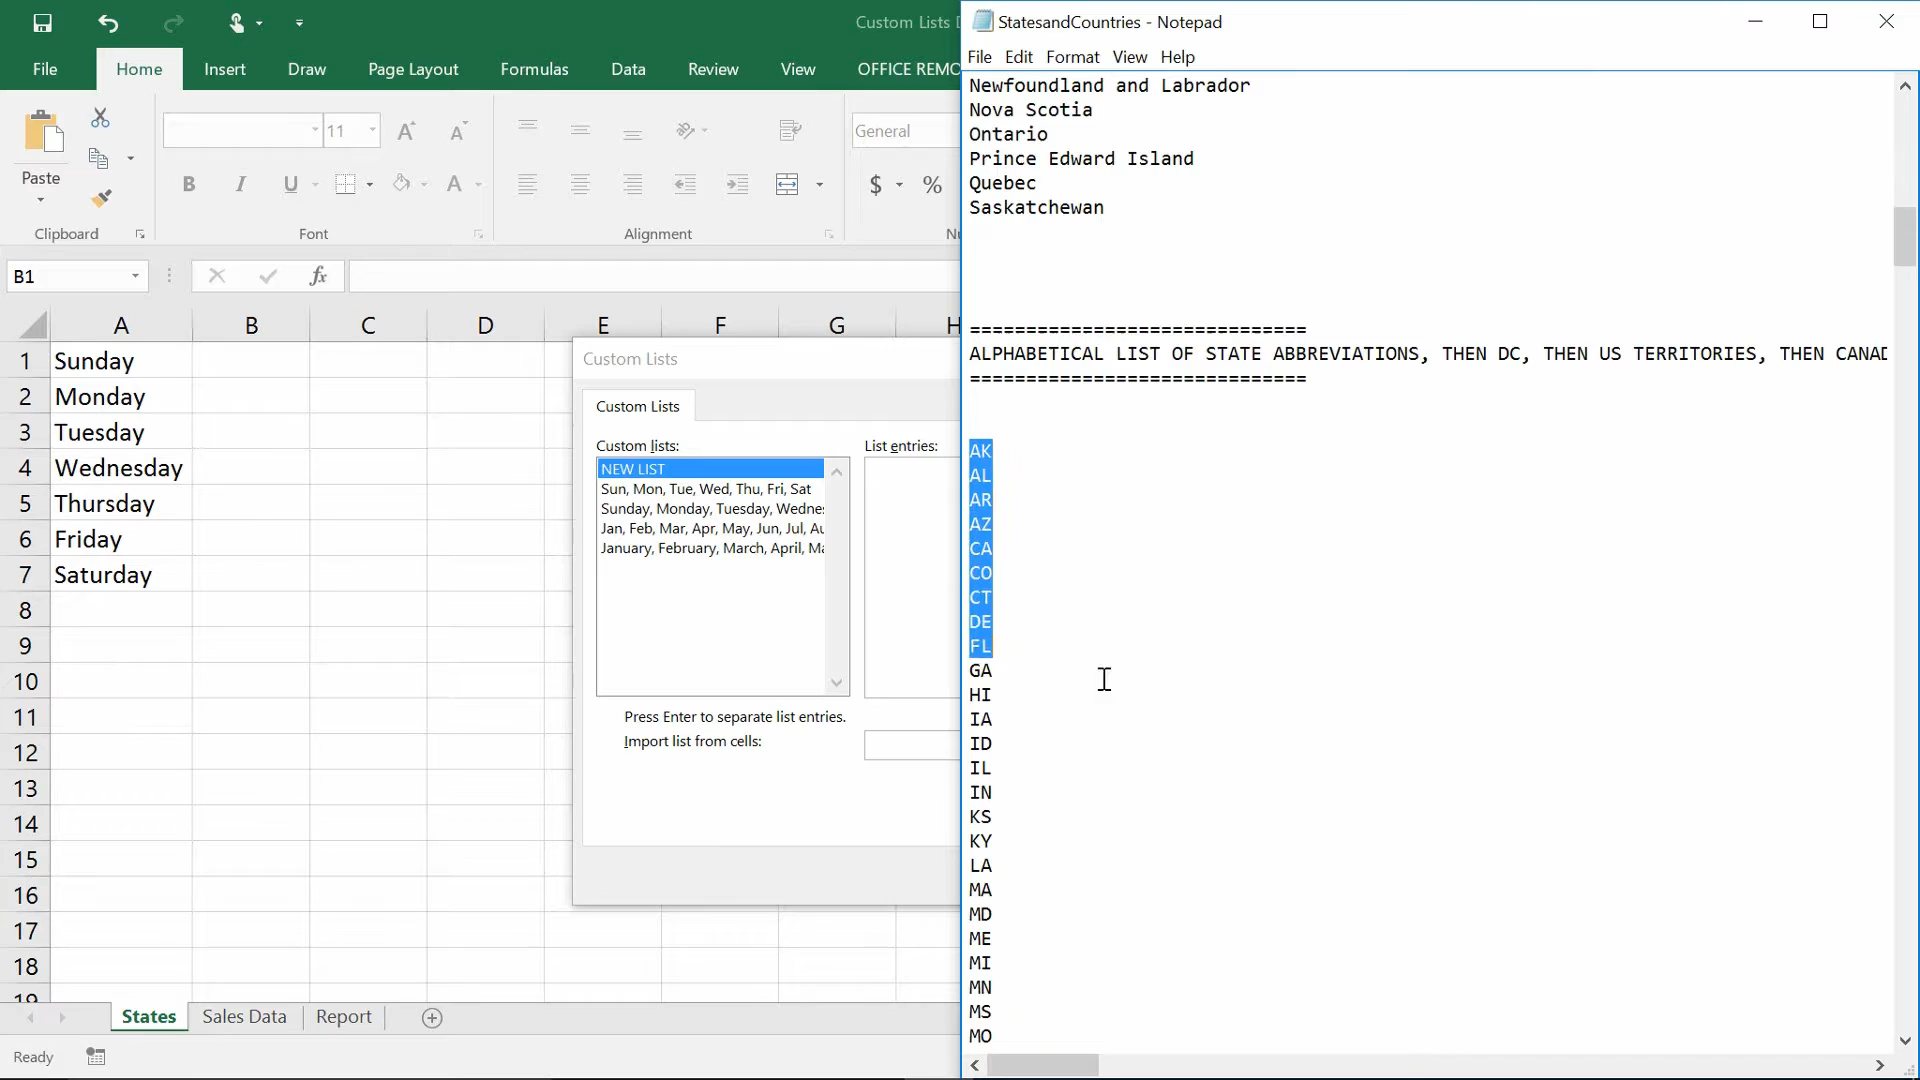 Custom Lists
File
Home
Insert
Draw
Page Layout
Formulas
Data
Review
View
OFFICE REMO
Paste
11
General
B
I
U
A
$
%
Clipboard
Font
Alignment
B1
fx
A B C D E F G H
1 Sunday
2 Monday
3 Tuesday
4 Wednesday
5 Thursday
6 Friday
7 Saturday
8
9
10
11
12
13
14
15
16
17
18
19
Custom Lists
Custom Lists
Custom lists:
List entries:
NEW LIST
Sun, Mon, Tue, Wed, Thu, Fri, Sat
Sunday, Monday, Tuesday, Wednes
Jan, Feb, Mar, Apr, May, Jun, Jul, Au
January, February, March, April, Ma
Press Enter to separate list entries.
Import list from cells:
States
Sales Data
Report
Ready
StatesandCountries - Notepad
File Edit Format View Help
Newfoundland and Labrador
Nova Scotia
Ontario
Prince Edward Island
Quebec
Saskatchewan
==============================
ALPHABETICAL LIST OF STATE ABBREVIATIONS, THEN DC, THEN US TERRITORIES, THEN CANAD
==============================
AK
AL
AR
AZ
CA
CO
CT
DE
FL
GA
HI
IA
ID
IL
IN
KS
KY
LA
MA
MD
ME
MI
MN
MS
MO